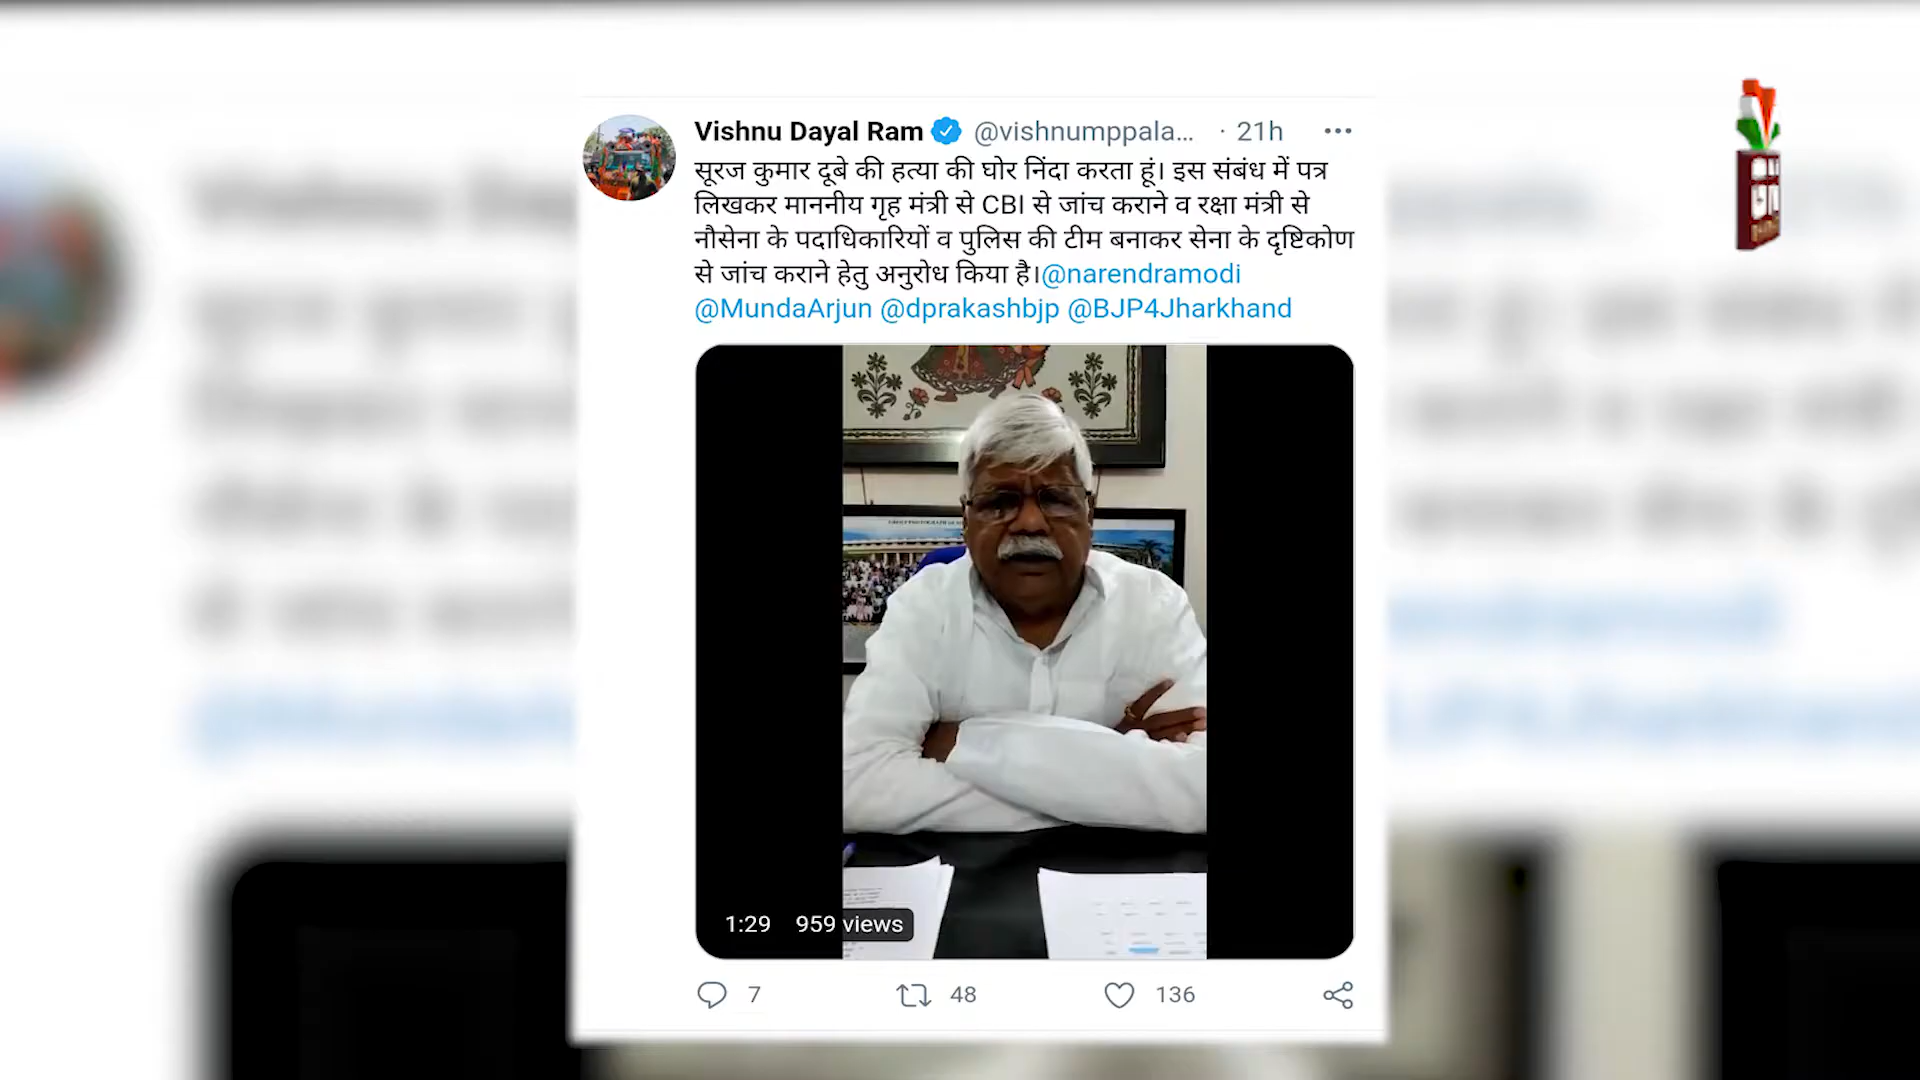 Vishnu Dayal Ram @vishnumppala... · 21h
सूरज कुमार दूबे की हत्या की घोर निंदा करता हूं। इस संबंध में पत्र
लिखकर माननीय गृह मंत्री से CBI से जांच कराने व रक्षा मंत्री से
नौसेना के पदाधिकारियों व पुलिस की टीम बनाकर सेना के दृष्टिकोण
से जांच कराने हेतु अनुरोध किया है।@narendramodi
@MundaArjun @dprakashbjp @BJP4Jharkhand
1:29 959 views
7 48 136